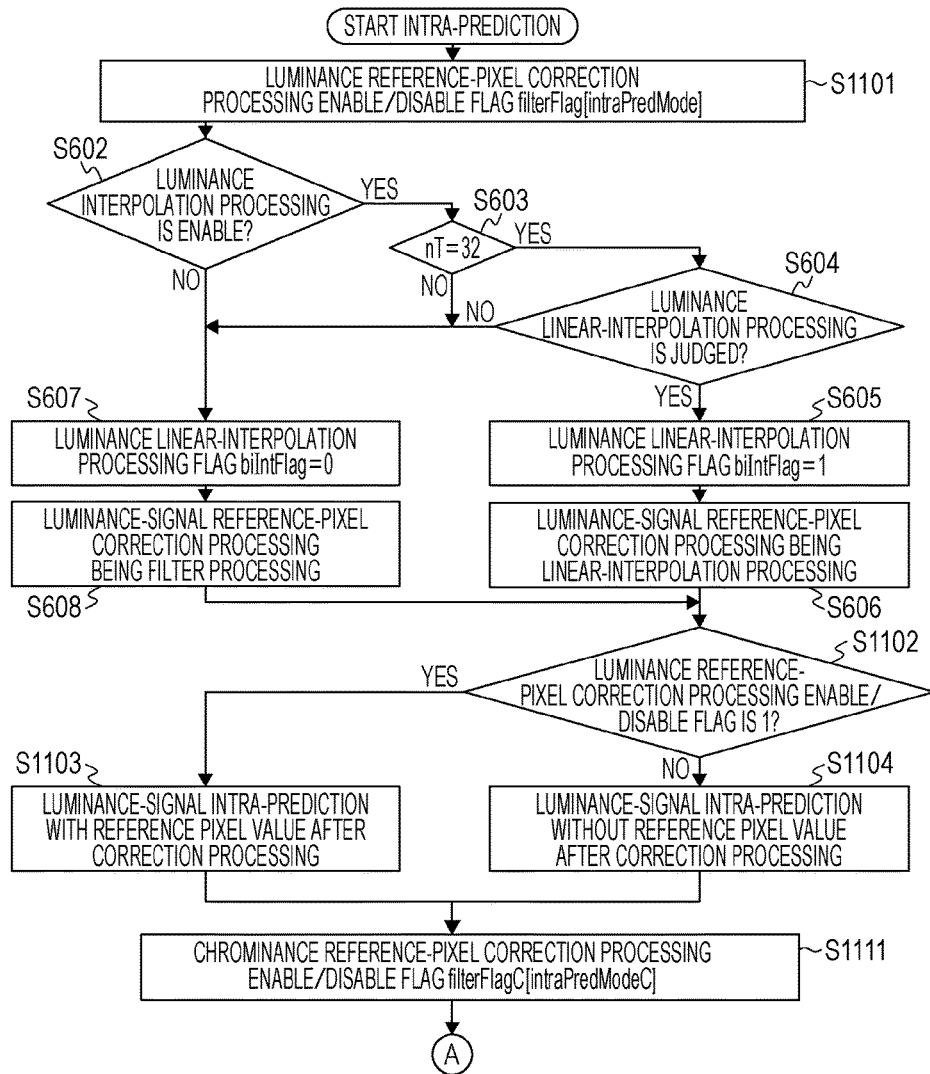 START INTRA-PREDICTION
LUMINANCE REFERENCE-PIXEL CORRECTION
PROCESSING ENABLE/DISABLE FLAG filterFlag[intraPredMode]
S1101
S602
LUMINANCE
INTERPOLATION PROCESSING
IS ENABLE?
YES
NO
S603
nT=32
YES
NO
S604
LUMINANCE
LINEAR-INTERPOLATION PROCESSING
IS JUDGED?
NO
YES
S607
LUMINANCE LINEAR-INTERPOLATION
PROCESSING FLAG biIntFlag=0
S605
LUMINANCE LINEAR-INTERPOLATION
PROCESSING FLAG biIntFlag=1
LUMINANCE-SIGNAL REFERENCE-PIXEL
CORRECTION PROCESSING
BEING FILTER PROCESSING
S608
LUMINANCE-SIGNAL REFERENCE-PIXEL
CORRECTION PROCESSING BEING
LINEAR-INTERPOLATION PROCESSING
S606
S1102
LUMINANCE REFERENCE-
PIXEL CORRECTION PROCESSING ENABLE/
DISABLE FLAG IS 1?
YES
NO
S1103
LUMINANCE-SIGNAL INTRA-PREDICTION
WITH REFERENCE PIXEL VALUE AFTER
CORRECTION PROCESSING
S1104
LUMINANCE-SIGNAL INTRA-PREDICTION
WITHOUT REFERENCE PIXEL VALUE
AFTER CORRECTION PROCESSING
CHROMINANCE REFERENCE-PIXEL CORRECTION PROCESSING
ENABLE/DISABLE FLAG filterFlagC[intraPredModeC]
S1111
A